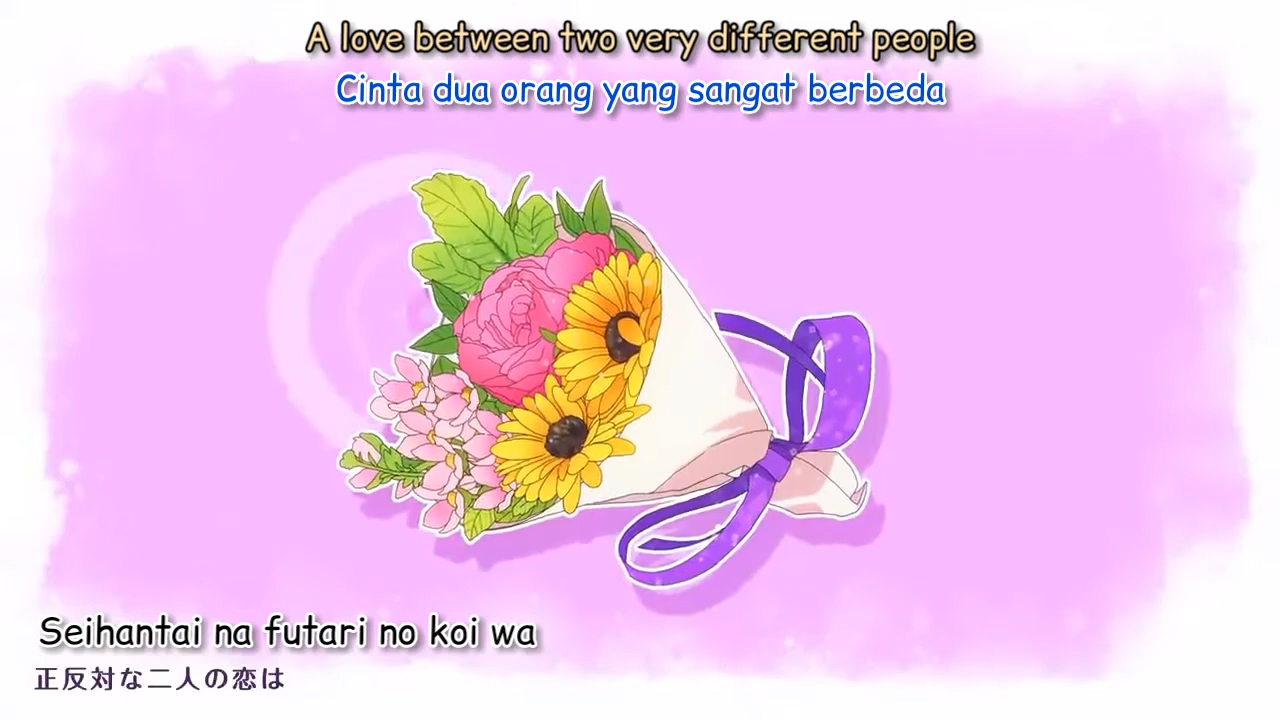 A love between two very different people
Cinta dua orang yang sangat berbeda
Seihantai na futari no koi wa
正反対な二人の恋は